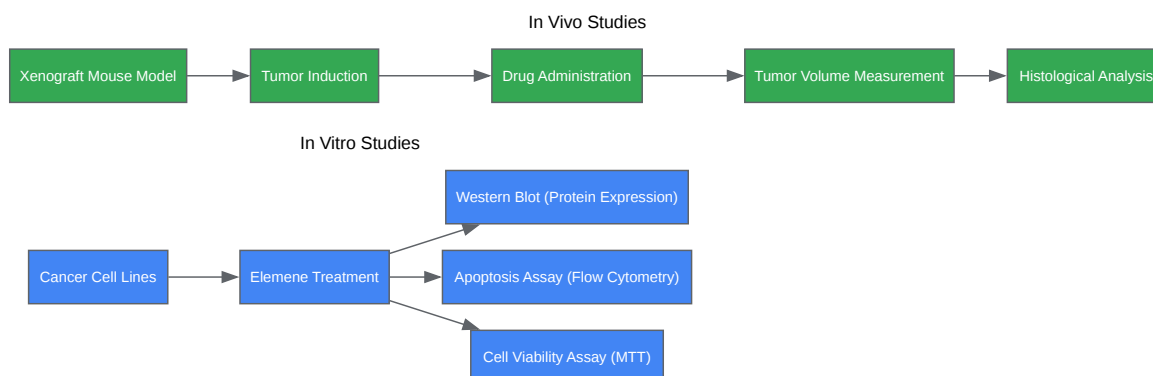 In Vivo Studies
Xenograft Mouse Model
Tumor Induction
Drug Administration
Tumor Volume Measurement
Histological Analysis
In Vitro Studies
Western Blot (Protein Expression)
Cancer Cell Lines
Elemene Treatment
Apoptosis Assay (Flow Cytometry)
Cell Viability Assay (MTT)